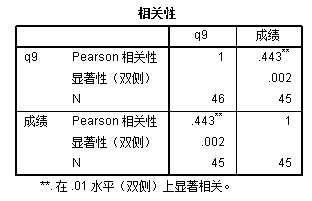 相关性
q9 成绩
q9 Pearson 相关性 1 .443**
显著性（双侧） .002
N 46 45
成绩 Pearson 相关性 .443** 1
显著性（双侧） .002
N 45 45
**. 在 .01 水平（双侧）上显著相关。